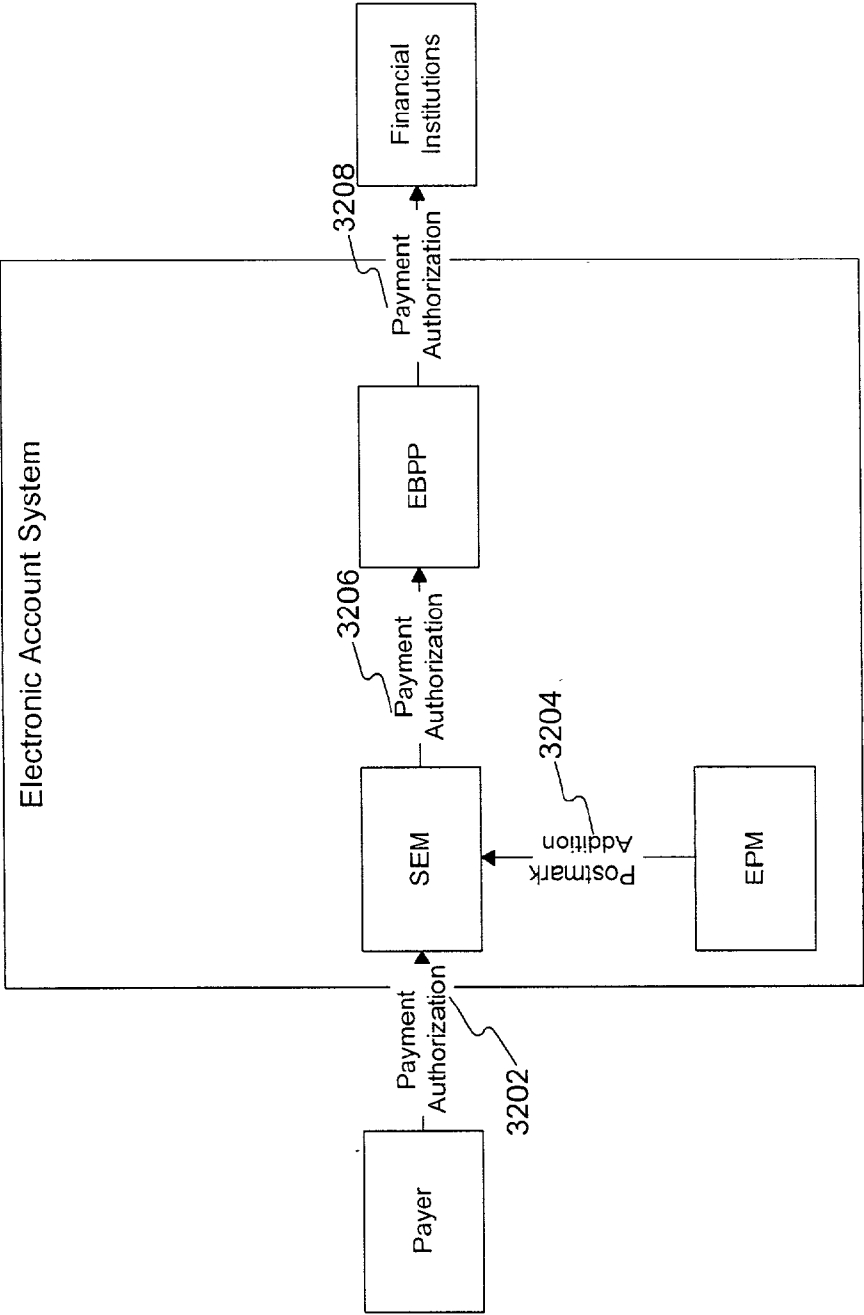 Electronic Account System
Payer
Payment
Authorization
3202
SEM
Postmark
Addition
3204
EPM
Payment
Authorization
3206
EBPP
Payment
Authorization
3208
Financial
Institutions